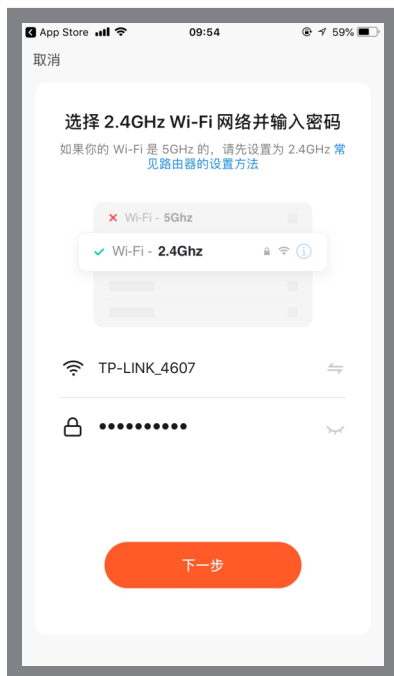 App Store 09:54 59%
取消
选择 2.4GHz Wi-Fi 网络并输入密码
如果你的 Wi-Fi 是 5GHz 的，请先设置为 2.4GHz 常
见路由器的设置方法
Wi-Fi - 5Ghz
Wi-Fi - 2.4Ghz
TP-LINK_4607
••••••••••
下一步